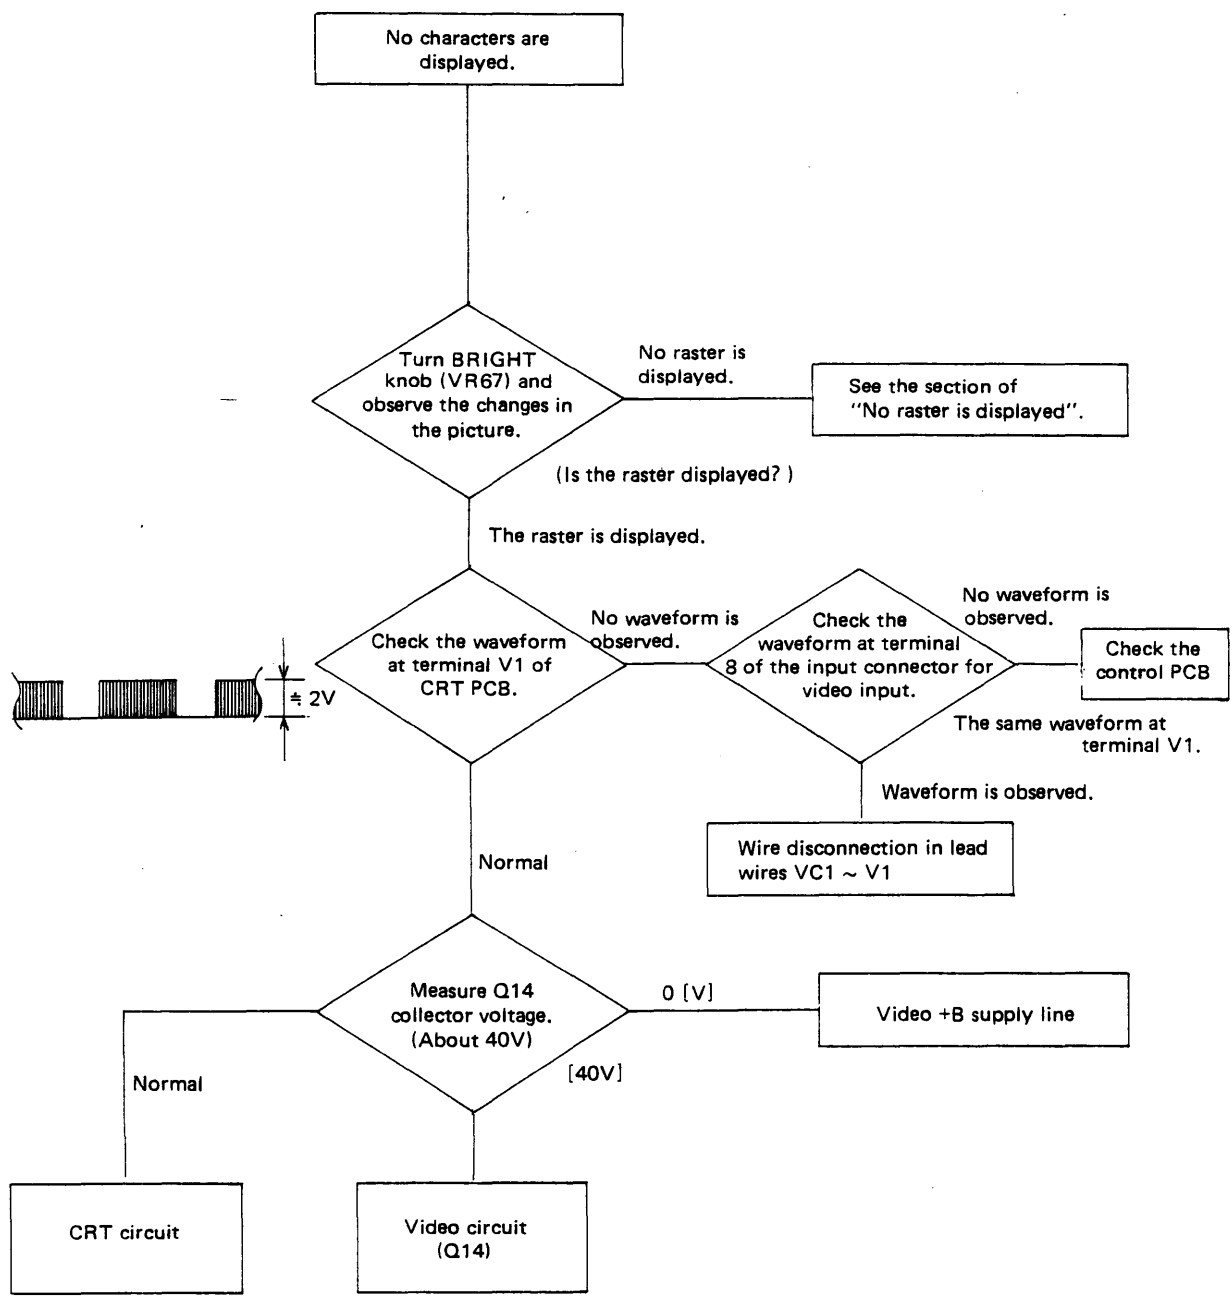 No characters are
displayed.
Turn BRIGHT
knob (VR67) and
observe the changes in
the picture.
No raster is
displayed.
See the section of
"No raster is displayed".
(Is the raster displayed? )
The raster is displayed.
Check the waveform
at terminal V1 of
CRT PCB.
No waveform is
observed.
Check the
waveform at terminal
8 of the input connector for
video input.
No waveform is
observed.
Check the
control PCB
≒ 2V
The same waveform at
terminal V1.
Waveform is observed.
Wire disconnection in lead
wires VC1 ~ V1
Normal
Measure Q14
collector voltage.
(About 40V)
0 [V]
Video +B supply line
[40V]
Normal
CRT circuit
Video circuit
(Q14)